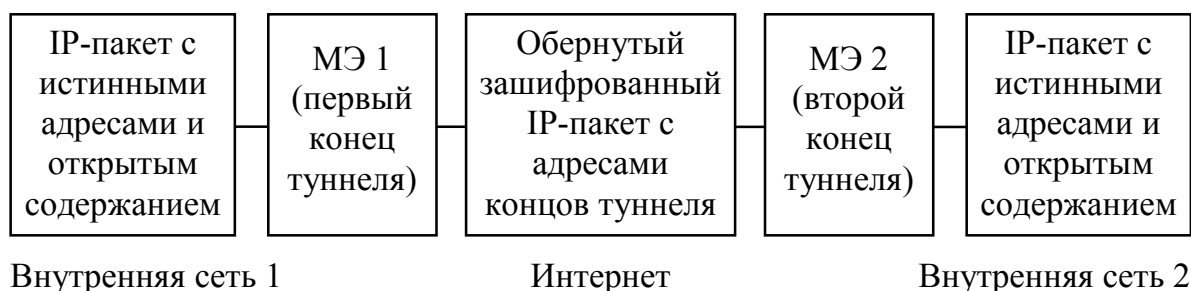 IP-пакет с
истинными
адресами и
открытым
содержанием
МЭ 1
(первый
конец
туннеля)
Обернутый
зашифрованный
IP-пакет с
адресами
концов туннеля
МЭ 2
(второй
конец
туннеля)
IP-пакет с
истинными
адресами и
открытым
содержанием
Внутренняя сеть 1
Интернет
Внутренняя сеть 2